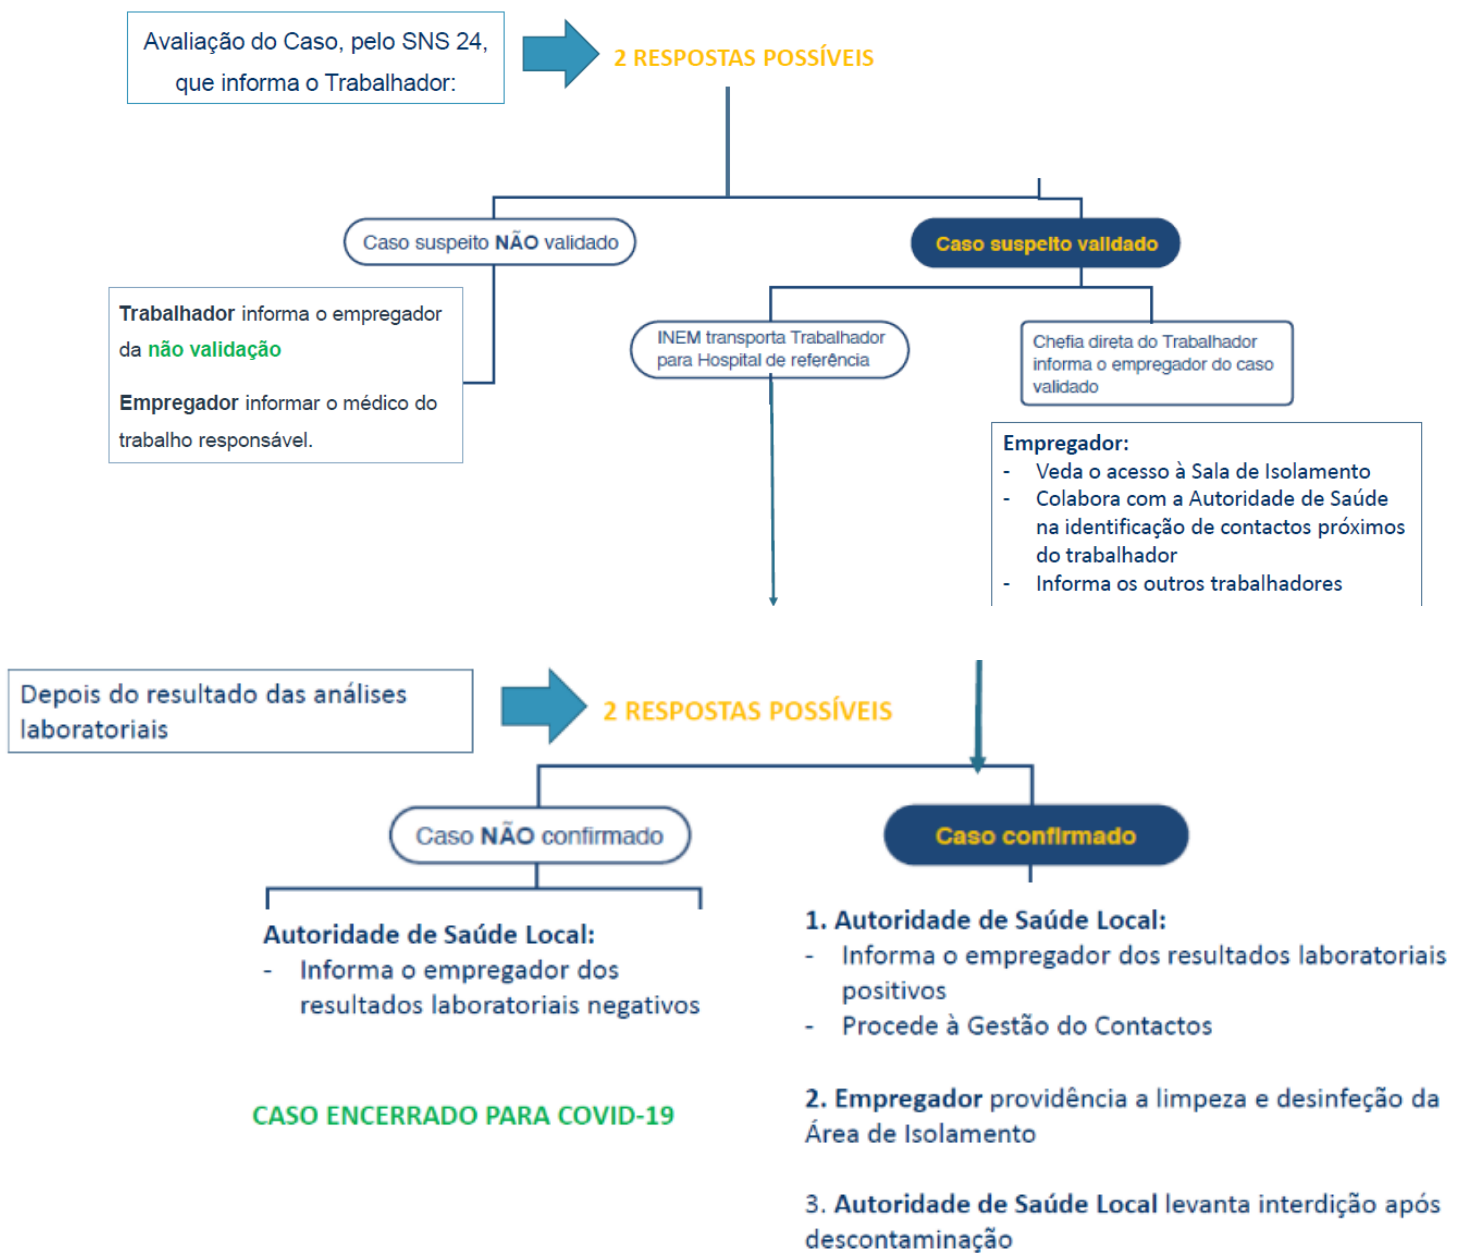 Avaliação do Caso, pelo SNS 24,
que informa o Trabalhador:
2 RESPOSTAS POSSÍVEIS
Caso suspeito NÃO validado
Caso suspeito validado
Trabalhador informa o empregador
da não validação
Empregador informar o médico do
trabalho responsável.
INEM transporta Trabalhador
para Hospital de referência
Chefia direta do Trabalhador
informa o empregador do caso
validado
Empregador:
- Veda o acesso à Sala de Isolamento
- Colabora com a Autoridade de Saúde
na identificação de contactos próximos
do trabalhador
- Informa os outros trabalhadores
Depois do resultado das análises
laboratoriais
2 RESPOSTAS POSSÍVEIS
Caso NÃO confirmado
Caso confirmado
Autoridade de Saúde Local:
- Informa o empregador dos
resultados laboratoriais negativos
CASO ENCERRADO PARA COVID-19
1. Autoridade de Saúde Local:
- Informa o empregador dos resultados laboratoriais
positivos
- Procede à Gestão do Contactos
2. Empregador providência a limpeza e desinfeção da
Área de Isolamento
3. Autoridade de Saúde Local levanta interdição após
descontaminação